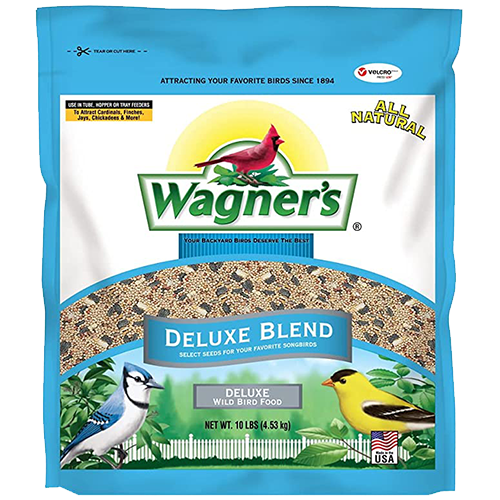 TEAR OR CUT HERE
ATTRACTING YOUR FAVORITE BIRDS SINCE 1894
VELCRO
USE IN TUBE, HOPPER OR TRAY FEEDERS
To Attract Cardinals, Finches,
Jays, Chickadees & More!
ALL
NATURAL
Wagner's
®
YOUR BACKYARD BIRDS DESERVE THE BEST
DELUXE BLEND
SELECT SEEDS FOR YOUR FAVORITE SONGBIRDS
DELUXE
WILD BIRD FOOD
NET WT. 10 LBS (4.53 kg)
Made in the
USA